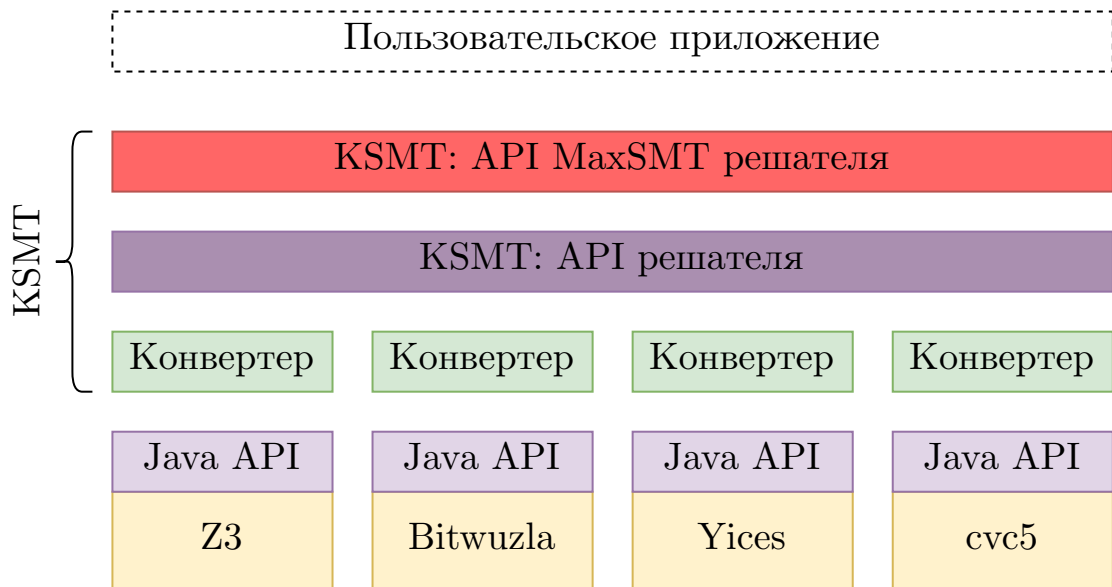 Пользовательское приложение
KSMT
KSMT: API MaxSMT решателя
KSMT: API решателя
Конвертер Конвертер Конвертер Конвертер
Java API Java API Java API Java API
Z3 Bitwuzla Yices cvc5